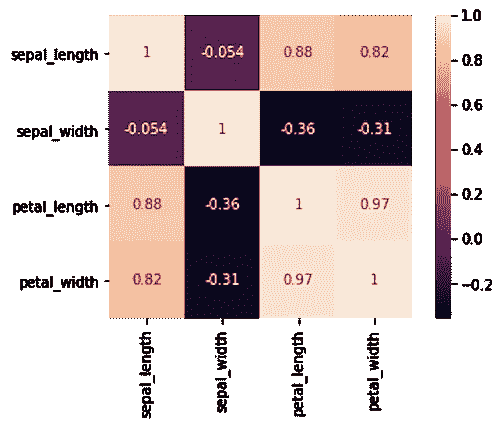 sepal_length 1 -0.054 0.88 0.82
sepal_width -0.054 1 -0.36 -0.31
petal_length 0.88 -0.36 1 0.97
petal_width 0.82 -0.31 0.97 1
sepal_length
sepal_width
petal_length
petal_width
1.0
0.8
0.6
0.4
0.2
0.0
−0.2